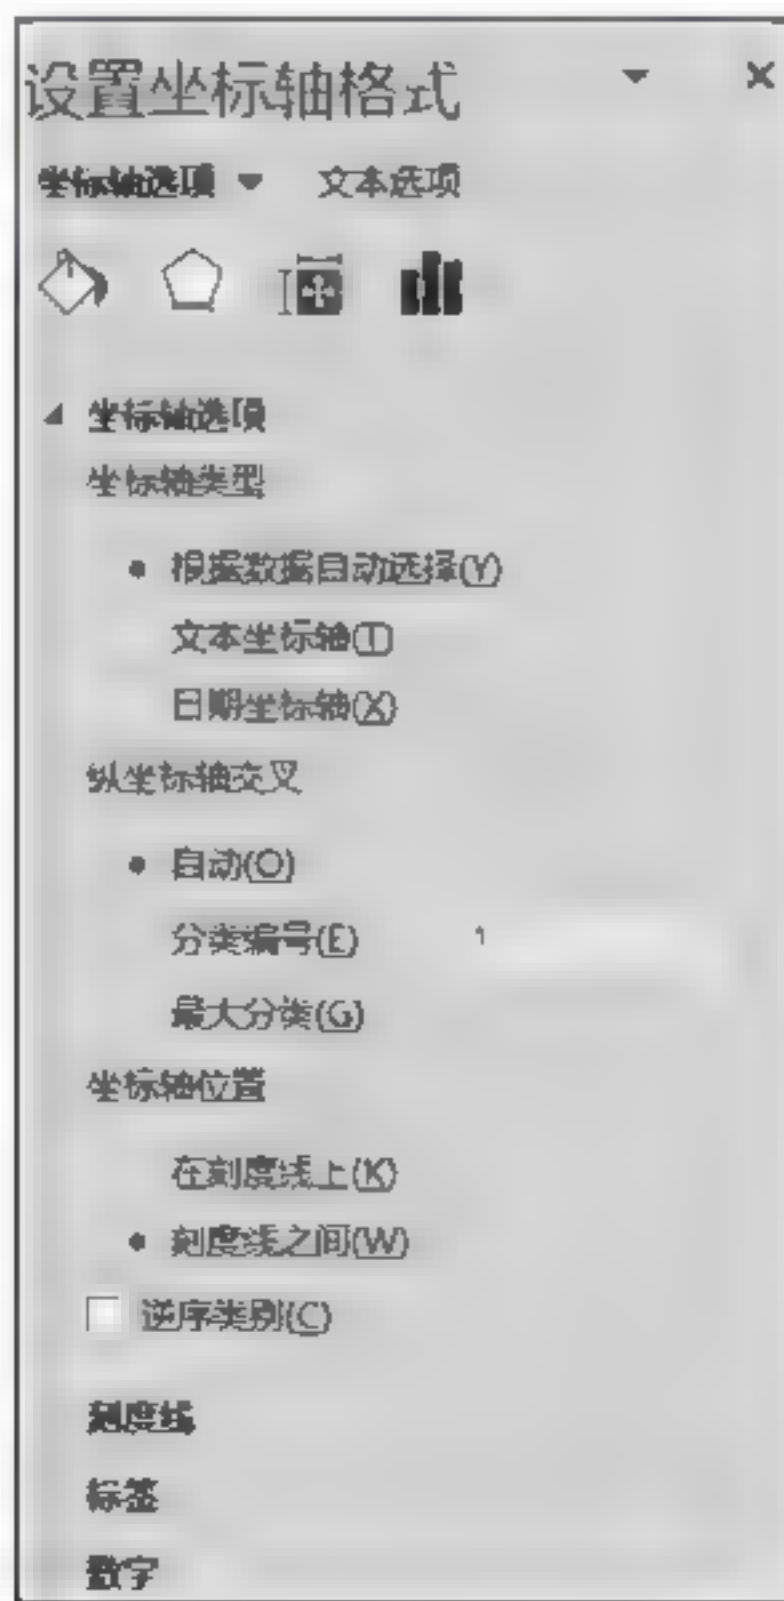 设置坐标轴格式
坐标轴选项 文本选项
坐标轴选项
坐标轴类型
根据数据自动选择(Y)
文本坐标轴(T)
日期坐标轴(X)
纵坐标轴交叉
自动(O)
分类编号(E) 1
最大分类(G)
坐标轴位置
在刻度线上(K)
刻度线之间(W)
逆序类别(C)
刻度线
标签
数字